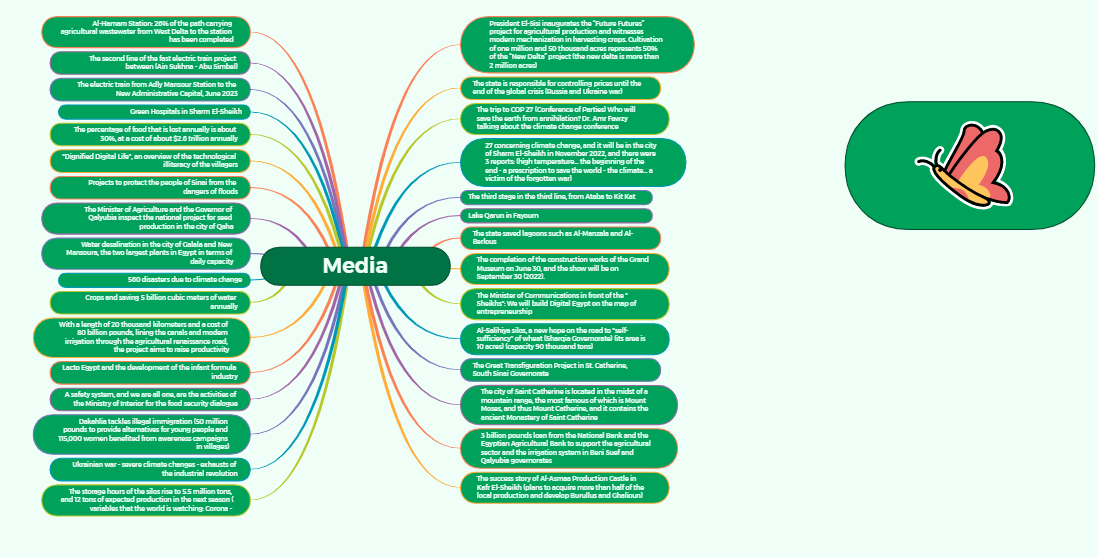 Al-Hamam Station: 26% of the path carrying
agricultural wastewater from West Delta to the station
has been completed
The second line of the fast electric train project
between (Ain Sukhna - Abu Simbel)
The electric train from Adly Mansour Station to the
New Administrative Capital, June 2023
Green Hospitals in Sharm El-Sheikh
The percentage of food that is lost annually is about
30%, at a cost of about $2.6 trillion annually
"Dignified Digital Life", an overview of the technological
illiteracy of the villagers
Projects to protect the people of Sinai from the
dangers of floods
The Minister of Agriculture and the Governor of
Qalyubia inspect the national project for seed
production in the city of Qaha
Water desalination in the city of Galala and New
Mansoura, the two largest plants in Egypt in terms of
daily capacity
560 disasters due to climate change
Crops and saving 5 billion cubic meters of water
annually
With a length of 20 thousand kilometers and a cost of
80 billion pounds, lining the canals and modern
irrigation through the agricultural renaissance road,
the project aims to raise productivity
Lacto Egypt and the development of the infant formula
industry
A safety system, and we are all one, are the activities of
the Ministry of Interior for the food security dialogue
Dakahlia tackles illegal immigration (50 million
pounds to provide alternatives for young people and
115,000 women benefited from awareness campaigns
in villages)
Ukrainian war - severe climate changes - exhausts of
the industrial revolution
The storage hours of the silos rise to 5.5 million tons,
and 12 tons of expected production in the next season (
variables that the world is watching: Corona -
Media
President El-Sisi inaugurates the "Future Futures"
project for agricultural production and witnesses
modern mechanization in harvesting crops. Cultivation
of one million and 50 thousand acres represents 50%
of the "New Delta" project (the new delta is more than
2 million acres)
The state is responsible for controlling prices until the
end of the global crisis (Russia and Ukraine war)
The trip to COP 27 (Conference of Parties) Who will
save the earth from annihilation? Dr. Amr Fawzy
talking about the climate change conference
27 concerning climate change, and it will be in the city
of Sharm El-Sheikh in November 2022, and there were
3 reports: (high temperature... the beginning of the
end - a prescription to save the world - the climate... a
victim of the forgotten war)
The third stage in the third line, from Ataba to Kit Kat
Lake Qarun in Fayoum
The state saved lagoons such as Al-Manzala and Al-
Berlous
The completion of the construction works of the Grand
Museum on June 30, and the show will be on
September 30 (2022).
The Minister of Communications in front of the "
Sheikhs": We will build Digital Egypt on the map of
entrepreneurship
Al-Salihiya silos, a new hope on the road to "self-
sufficiency" of wheat (Sharqia Governorate) (its area is
10 acres) (capacity 90 thousand tons)
The Great Transfiguration Project in St. Catherine,
South Sinai Governorate
The city of Saint Catherine is located in the midst of a
mountain range, the most famous of which is Mount
Moses, and thus Mount Catherine, and it contains the
ancient Monastery of Saint Catherine
3 billion pounds loan from the National Bank and the
Egyptian Agricultural Bank to support the agricultural
sector and the irrigation system in Beni Suef and
Qalyubia governorates
The success story of Al-Asmaa Production Castle in
Kafr El-Sheikh (plans to acquire more than half of the
local production and develop Burullus and Ghalioun)